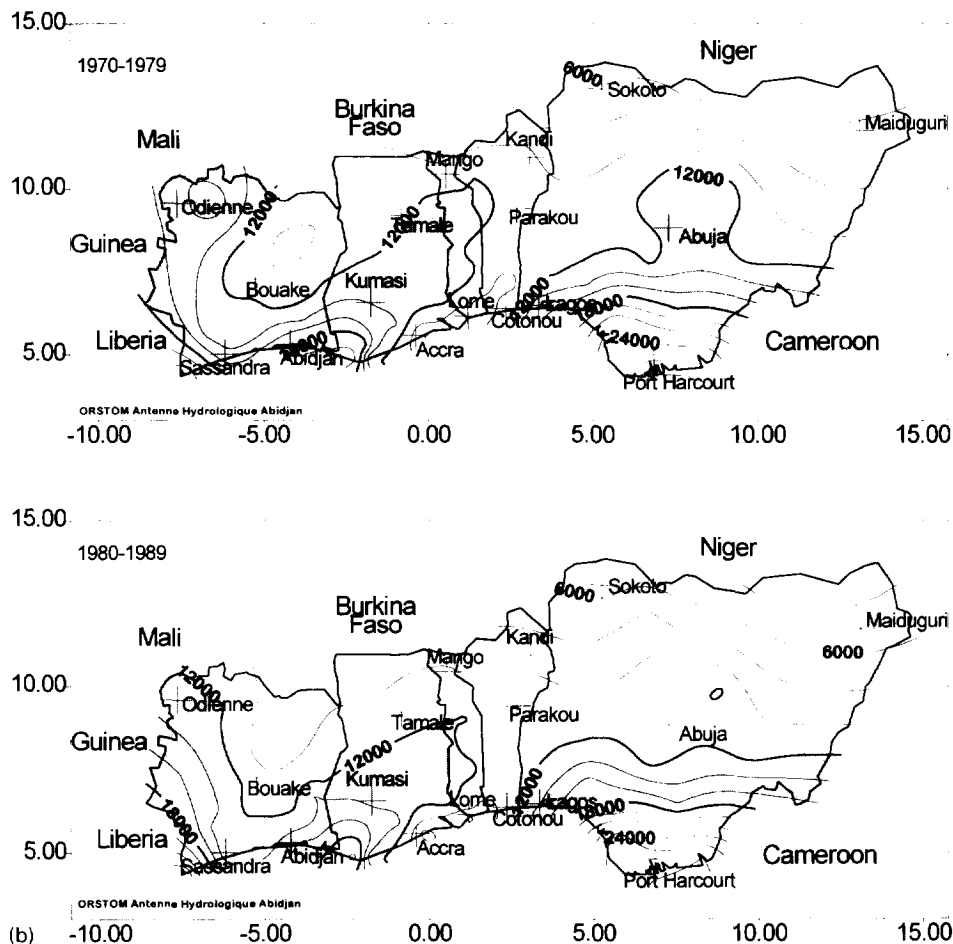 15.00
1970-1979
Niger
6000
Sokoto
Burkina
Faso
Maiduguri
Mali
Mango
Kandi
10.00
12000
Odienne
12000
12000
Tamale
Parakou
Guinea
Abuja
Bouake
Kumasi
Lome
Lagos
18000
Cotonou
Liberia
24000
Cameroon
5.00
Abidjan
Accra
Sassandra
Port Harcourt
ORSTOM Antenne Hydrologique Abidjan
-10.00 -5.00 0.00 5.00 10.00 15.00
15.00
1980-1989
Niger
6000
Sokoto
Burkina
Faso
Maiduguri
Mali
Mango
Kandi
6000
10.00
12000
Odienne
Tamale
Parakou
Guinea
Abuja
12000
Bouake
Kumasi
12000
Lome
Lagos
18000
18000
Cotonou
Liberia
24000
5.00
Abidjan
Accra
Cameroon
Sassandra
Port Harcourt
ORSTOM Antenne Hydrologique Abidjan
(b)
-10.00 -5.00 0.00 5.00 10.00 15.00